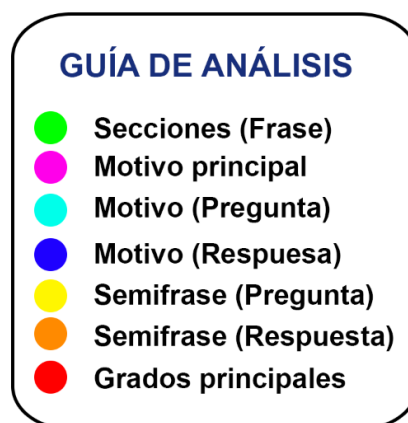 GUÍA DE ANÁLISIS
Secciones (Frase)
Motivo principal
Motivo (Pregunta)
Motivo (Respuesa)
Semifrase (Pregunta)
Semifrase (Respuesta)
Grados principales